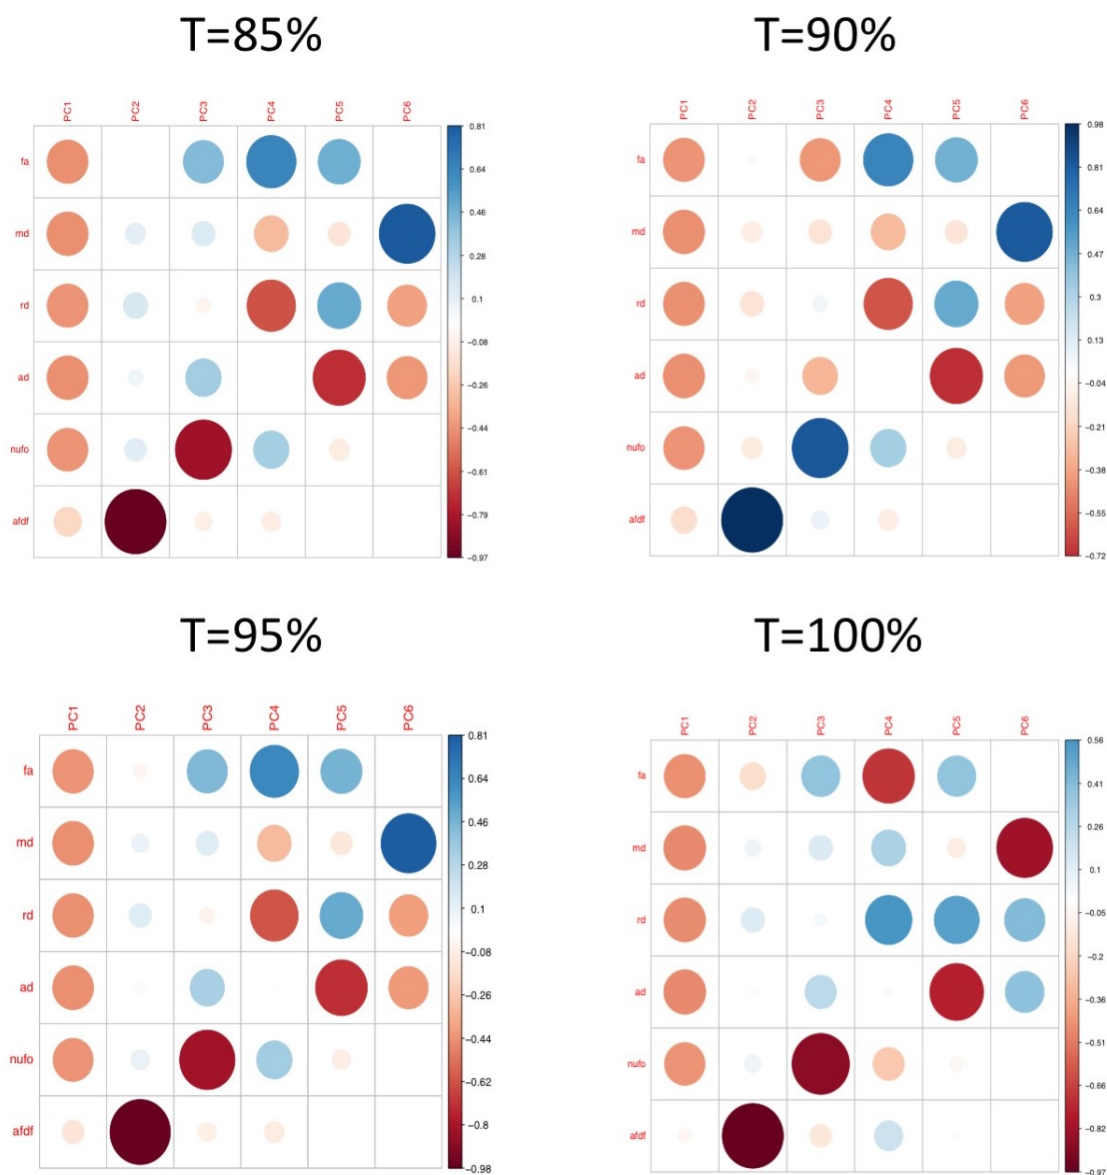 T=85%
PC1 PC2 PC3 PC4 PC5 PC6
fa
md
rd
ad
nufo
afdf
0.81
0.64
0.46
0.28
0.1
−0.08
−0.26
−0.44
−0.61
−0.79
−0.97
T=90%
PC1 PC2 PC3 PC4 PC5 PC6
fa
md
rd
ad
nufo
afdf
0.98
0.81
0.64
0.47
0.3
0.13
−0.04
−0.21
−0.38
−0.55
−0.72
T=95%
PC1 PC2 PC3 PC4 PC5 PC6
fa
md
rd
ad
nufo
afdf
0.81
0.64
0.46
0.28
0.1
−0.08
−0.26
−0.44
−0.62
−0.8
−0.98
T=100%
PC1 PC2 PC3 PC4 PC5 PC6
fa
md
rd
ad
nufo
afdf
0.56
0.41
0.26
0.1
−0.05
−0.2
−0.36
−0.51
−0.66
−0.82
−0.97